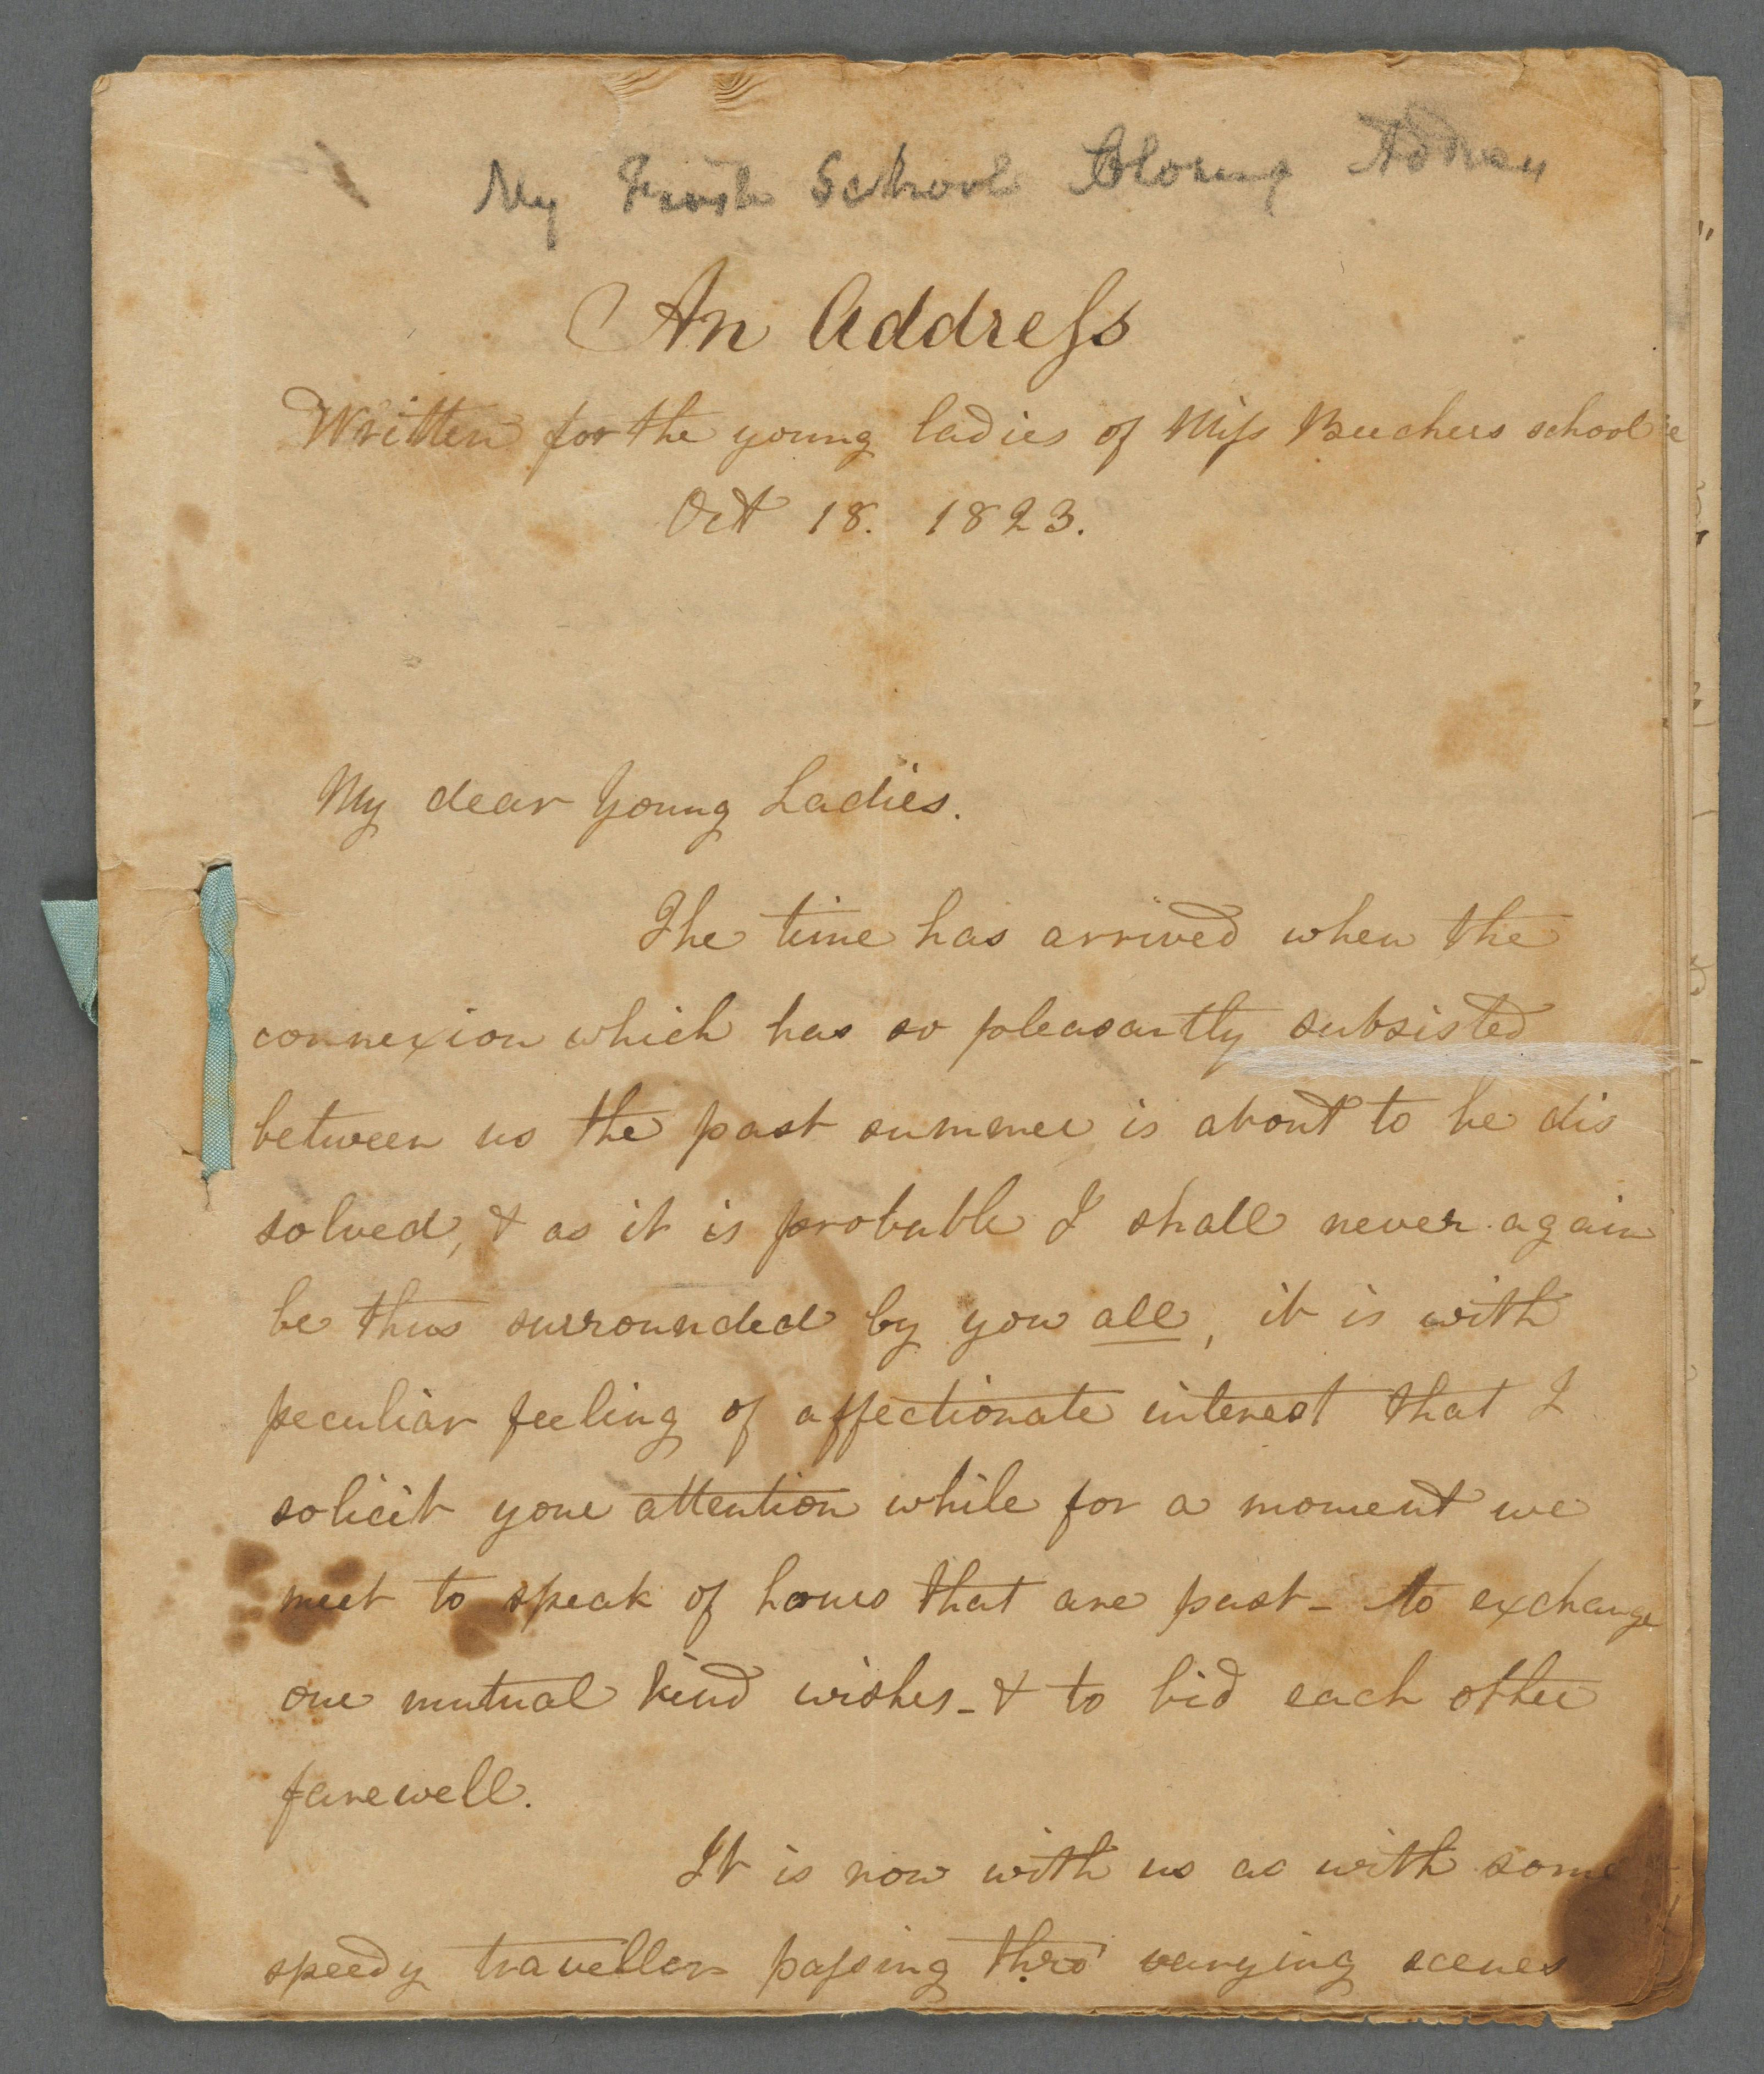 My First School Closing Address
An Address
Written for the young ladies of Miss Beechers school
Oct 18. 1823.
My dear Young Ladies.
The time has arrived when the
connexion which has so pleasantly subsisted
between us the past summer is about to be dis
solved, & as it is probable I shall never again
be thus surrounded by you all, it is with
peculiar feeling of affectionate interest that I
solicit your attention while for a moment we
meet to speak of hours that are past - to exchange
our mutual kind wishes - & to bid each other
farewell.
It is now with us as with some
speedy traveller passing thro' varying scenes